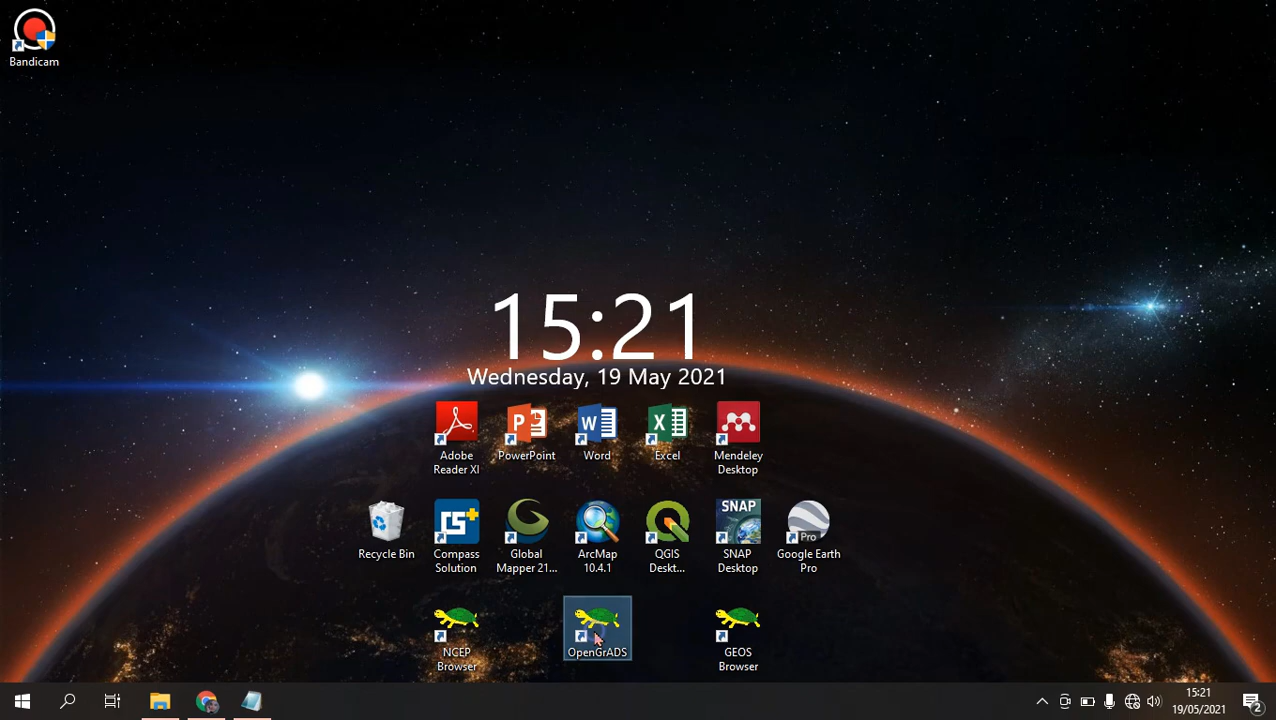 Bandicam
15:21
Wednesday, 19 May 2021
Adobe
Reader XI
PowerPoint
Word
Excel
Mendeley
Desktop
Recycle Bin
Compass
Solution
Global
Mapper 21...
ArcMap
10.4.1
QGIS
Deskt...
SNAP
SNAP
Desktop
Pro
Google Earth
Pro
NCEP
Browser
OpenGrADS
GEOS
Browser
15:21
19/05/2021
2